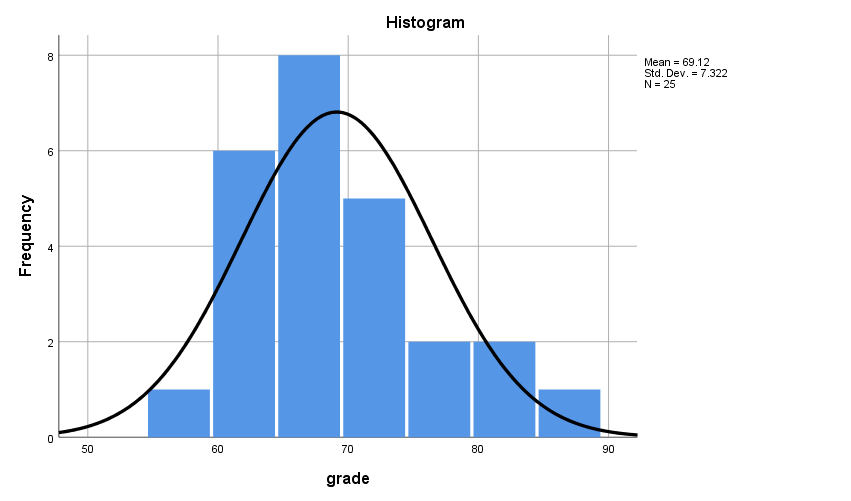 Histogram
Mean = 69.12
Std. Dev. = 7.322
N = 25
8
6
4
2
0
Frequency
50 60 70 80 90
grade